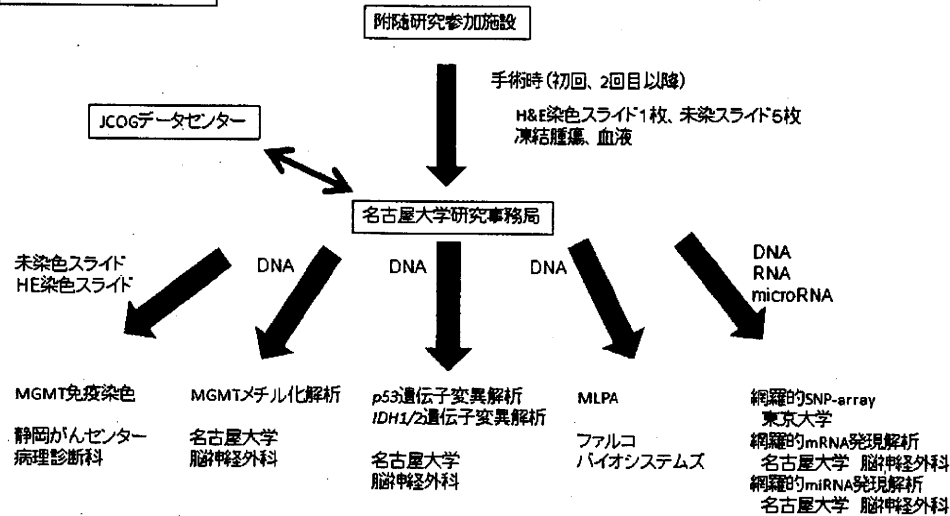 附随研究参加施設
手術時(初回、2回目以降)
H&E染色スライド1枚、未染スライド5枚
凍結腫瘍、血液
JCOGデータセンター
名古屋大学研究事務局
未染色スライド
HE染色スライド
DNA
DNA
DNA
DNA
RNA
microRNA
MGMT免疫染色
静岡がんセンター
病理診断科
MGMTメチル化解析
名古屋大学
脳神経外科
p53遺伝子変異解析
IDH1/2遺伝子変異解析
名古屋大学
脳神経外科
MLPA
ファルコ
バイオシステムズ
網羅的SNP-array
東京大学
網羅的mRNA発現解析
名古屋大学 脳神経外科
網羅的miRNA発現解析
名古屋大学 脳神経外科